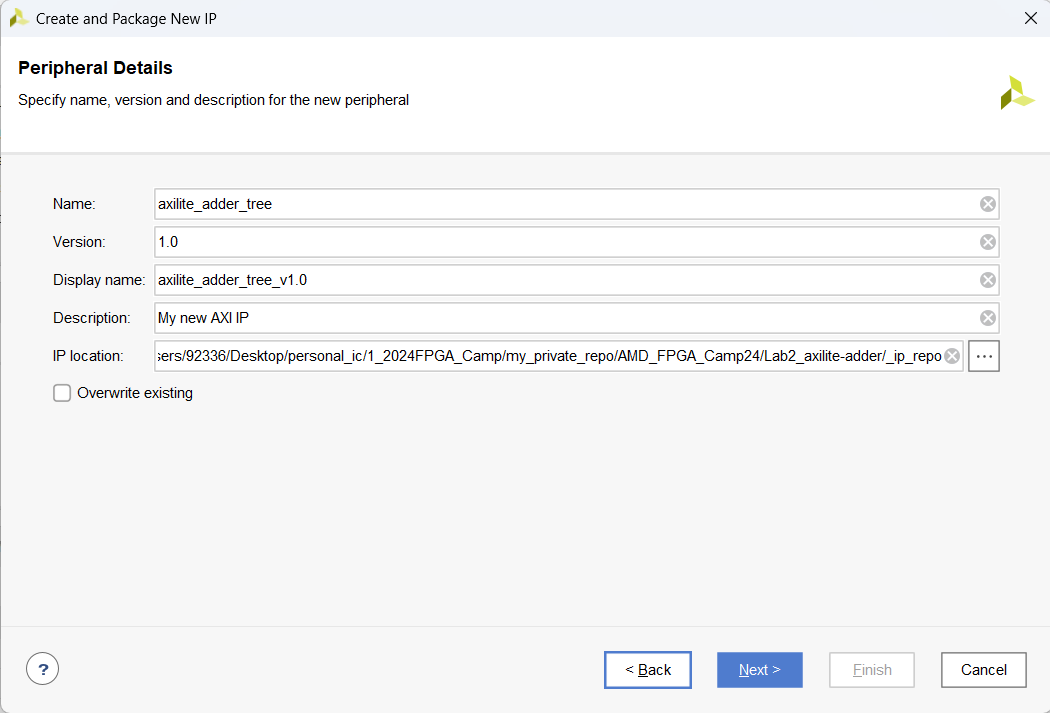 Create and Package New IP
Peripheral Details
Specify name, version and description for the new peripheral
Name: axilite_adder_tree
Version: 1.0
Display name: axilite_adder_tree_v1.0
Description: My new AXI IP
IP location: sers/92336/Desktop/personal_ic/1_2024FPGA_Camp/my_private_repo/AMD_FPGA_Camp24/Lab2_axilite-adder/_ip_repo ...
Overwrite existing
? < Back Next > Finish Cancel